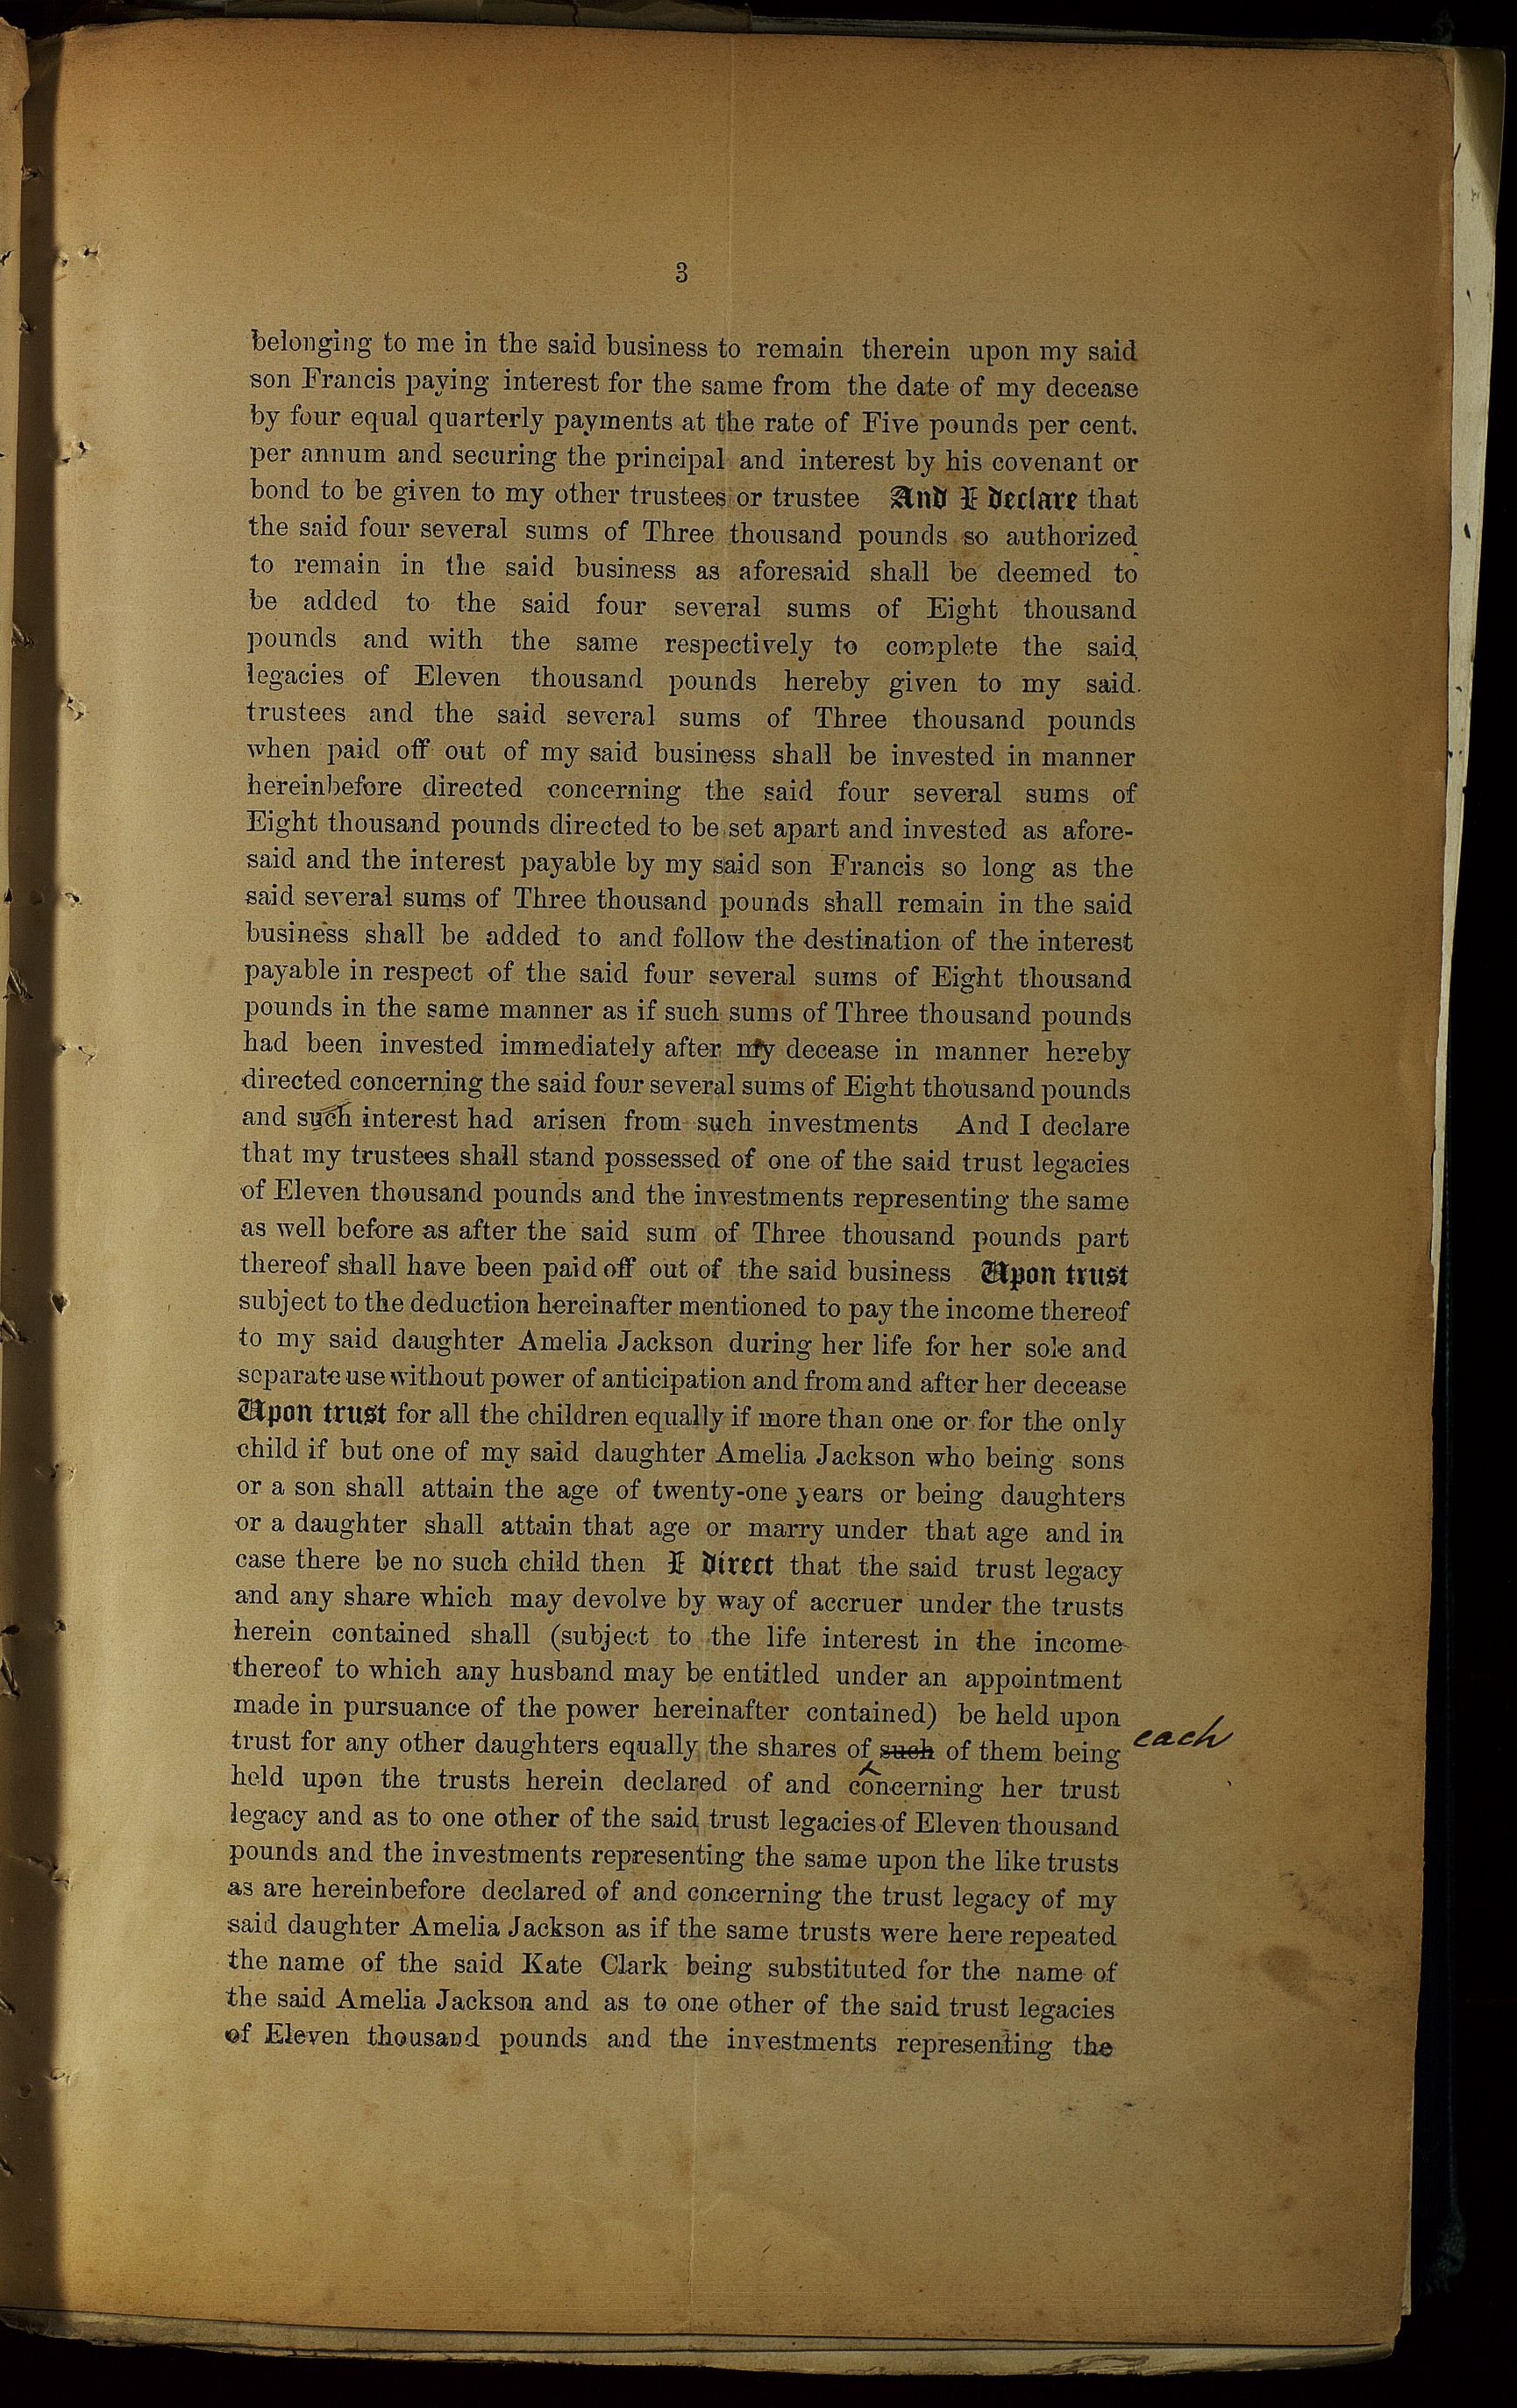 3
belonging to me in the said business to remain therein upon my said
son Francis paying interest for the same from the date of my decease
by four equal quarterly payments at the rate of Five pounds per cent.
per annum and securing the principal and interest by his covenant or
bond to be given to my other trustees or trustee And I declare that
the said four several sums of Three thousand pounds so authorized
to remain in the said business as aforesaid shall be deemed to
be added to the said four several sums of Eight thousand
pounds and with the same respectively to complete the said
legacies of Eleven thousand pounds hereby given to my said
trustees and the said several sums of Three thousand pounds
when paid off out of my said business shall be invested in manner
hereinbefore directed concerning the said four several sums of
Eight thousand pounds directed to be set apart and invested as afore-
said and the interest payable by my said son Francis so long as the
said several sums of Three thousand pounds shall remain in the said
business shall be added to and follow the destination of the interest
payable in respect of the said four several sums of Eight thousand
pounds in the same manner as if such sums of Three thousand pounds
had been invested immediately after my decease in manner hereby
directed concerning the said four several sums of Eight thousand pounds
and such interest had arisen from such investments And I declare
that my trustees shall stand possessed of one of the said trust legacies
of Eleven thousand pounds and the investments representing the same
as well before as after the said sum of Three thousand pounds part
thereof shall have been paid off out of the said business Upon trust
subject to the deduction hereinafter mentioned to pay the income thereof
to my said daughter Amelia Jackson during her life for her sole and
separate use without power of anticipation and from and after her decease
Upon trust for all the children equally if more than one or for the only
child if but one of my said daughter Amelia Jackson who being sons
or a son shall attain the age of twenty-one years or being daughters
or a daughter shall attain that age or marry under that age and in
case there be no such child then I direct that the said trust legacy
and any share which may devolve by way of accruer under the trusts
herein contained shall (subject to the life interest in the income
thereof to which any husband may be entitled under an appointment
made in pursuance of the power hereinafter contained) be held upon
trust for any other daughters equally the shares of such of them being each
held upon the trusts herein declared of and concerning her trust
legacy and as to one other of the said trust legacies of Eleven thousand
pounds and the investments representing the same upon the like trusts
as are hereinbefore declared of and concerning the trust legacy of my
said daughter Amelia Jackson as if the same trusts were here repeated
the name of the said Kate Clark being substituted for the name of
the said Amelia Jackson and as to one other of the said trust legacies
of Eleven thousand pounds and the investments representing the